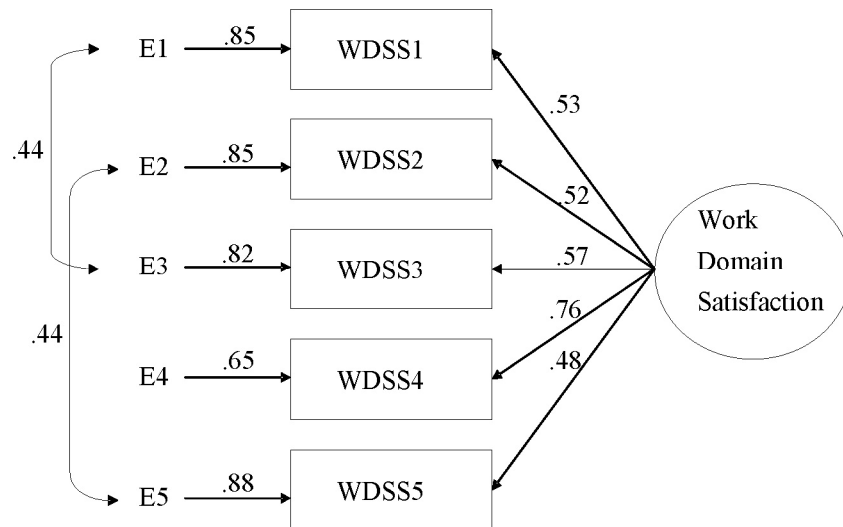 E1 .85 WDSS1
.53
.44
E2 .85 WDSS2
.52
E3 .82 WDSS3 .57
.44
E4 .65 WDSS4
.76
E5 .88 WDSS5
.48
Work
Domain
Satisfaction